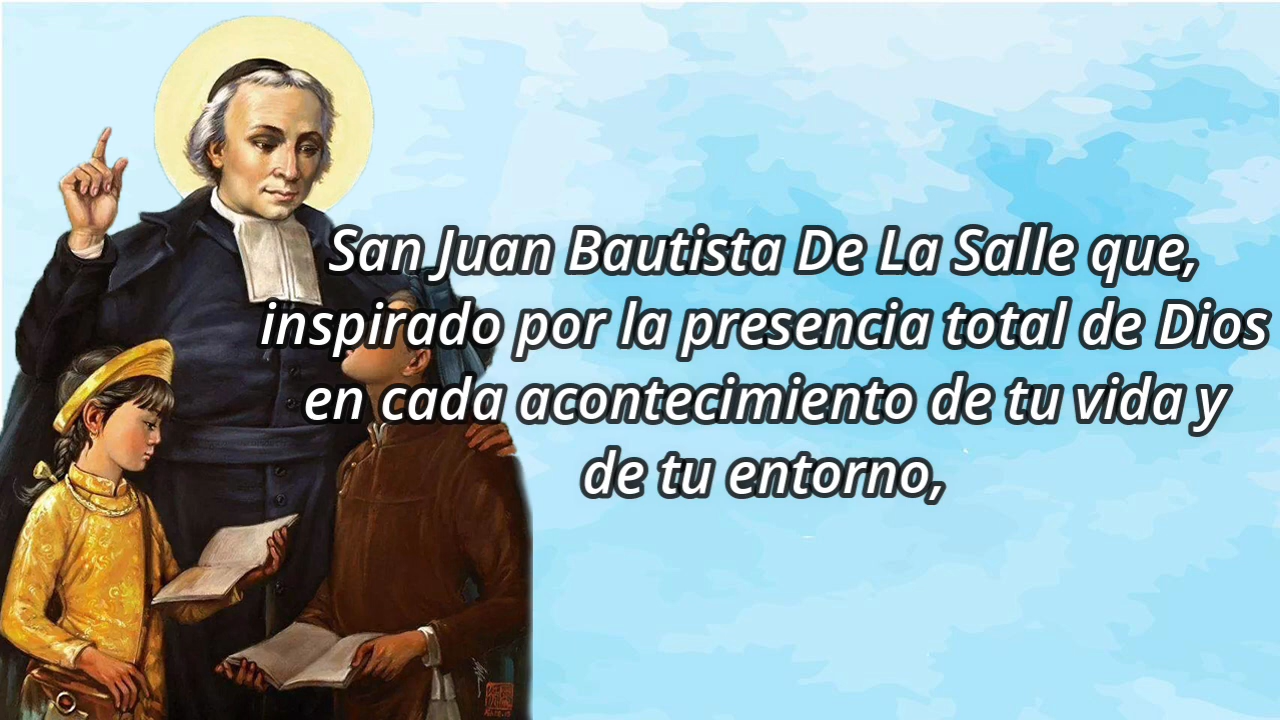 San Juan Bautista De La Salle que,
inspirado por la presencia total de Dios
en cada acontecimiento de tu vida y
de tu entorno,